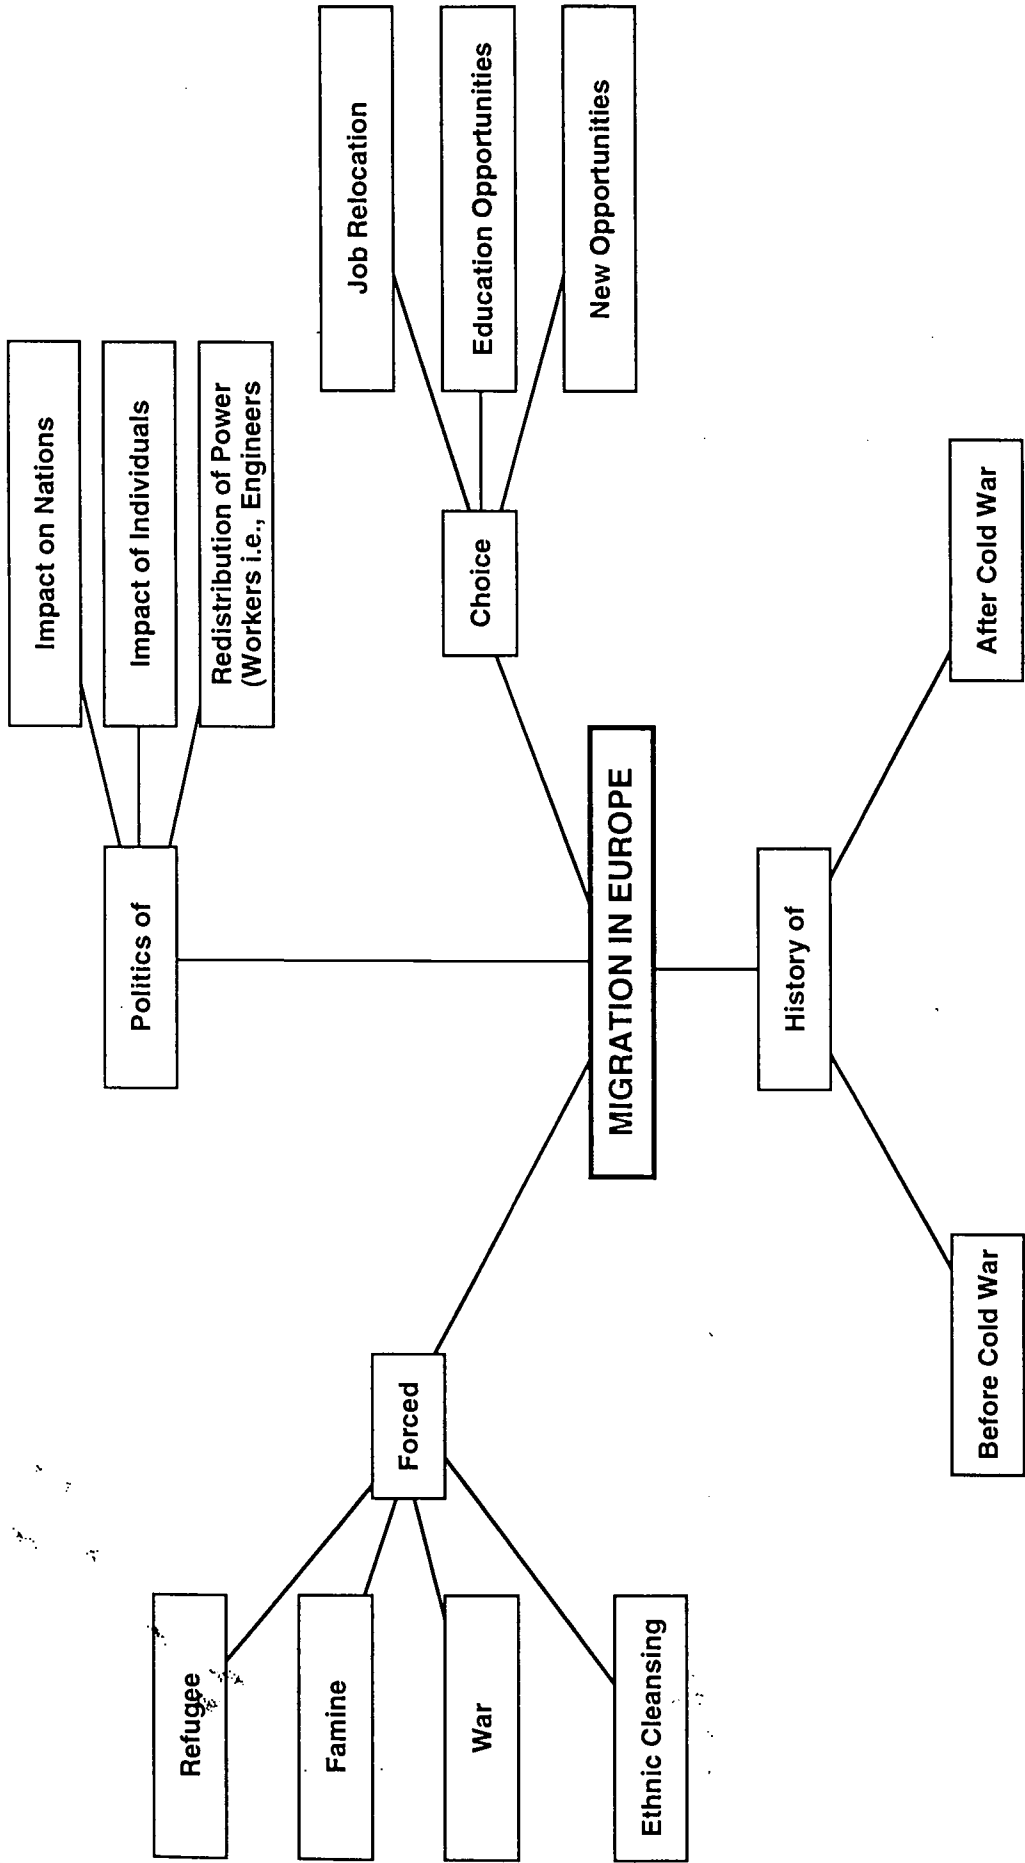 Impact on Nations
Impact of Individuals
Redistribution of Power
(Workers i.e., Engineers
Politics of
Job Relocation
Education Opportunities
New Opportunities
Choice
Refugee
Famine
War
Ethnic Cleansing
Forced
MIGRATION IN EUROPE
History of
Before Cold War
After Cold War